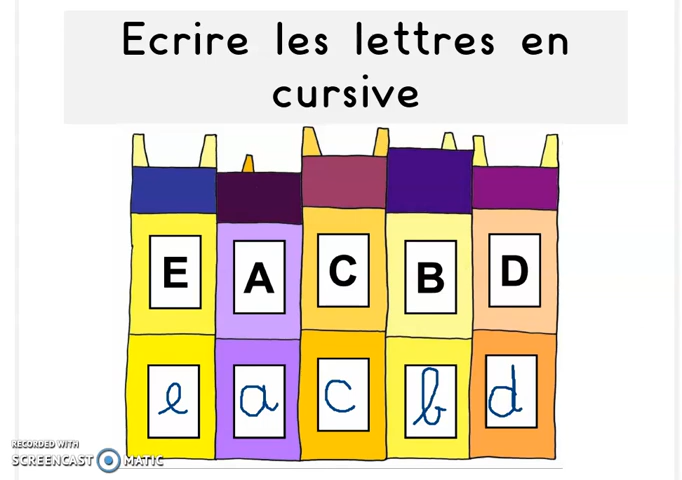 Ecrire les lettres en
cursive
E A C B D
e a c b d
RECORDED WITH
SCREENCAST MATIC